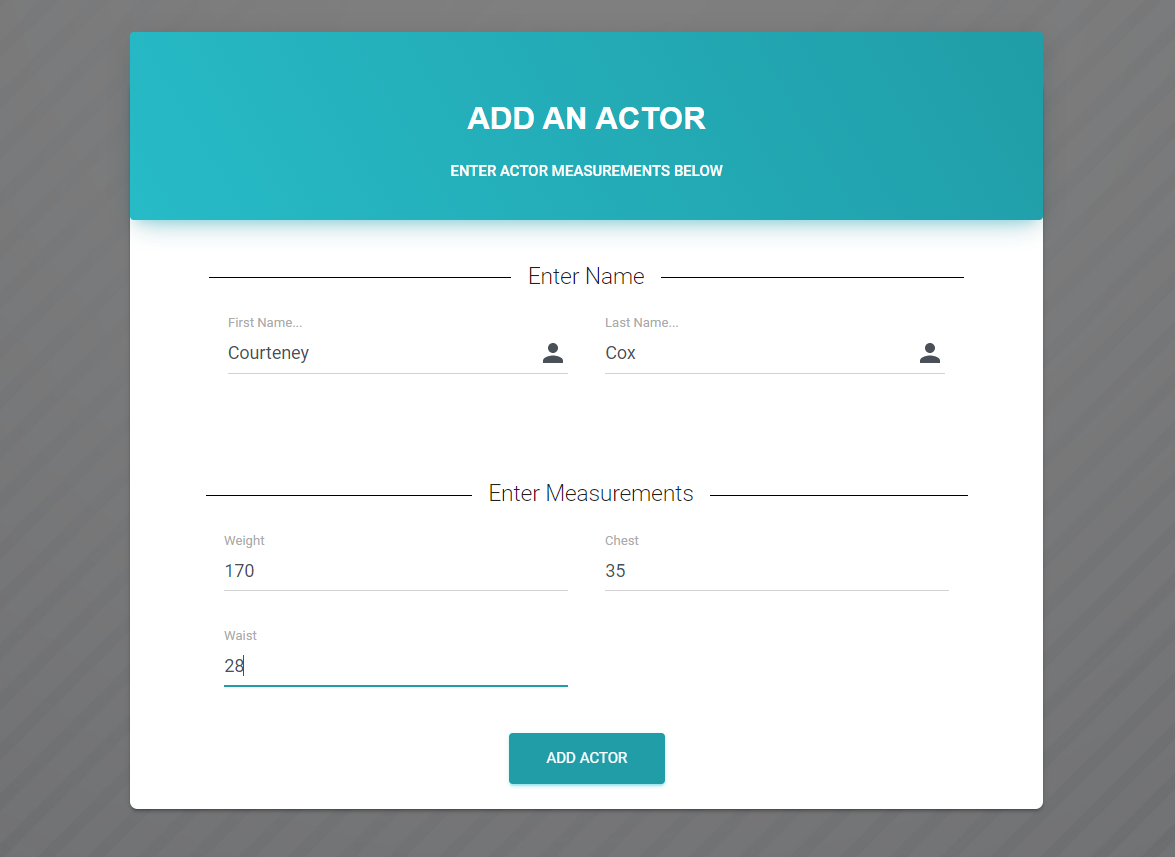 ADD AN ACTOR
ENTER ACTOR MEASUREMENTS BELOW
Enter Name
First Name...
Last Name...
Courteney
Cox
Enter Measurements
Weight
Chest
170
35
Waist
28
ADD ACTOR